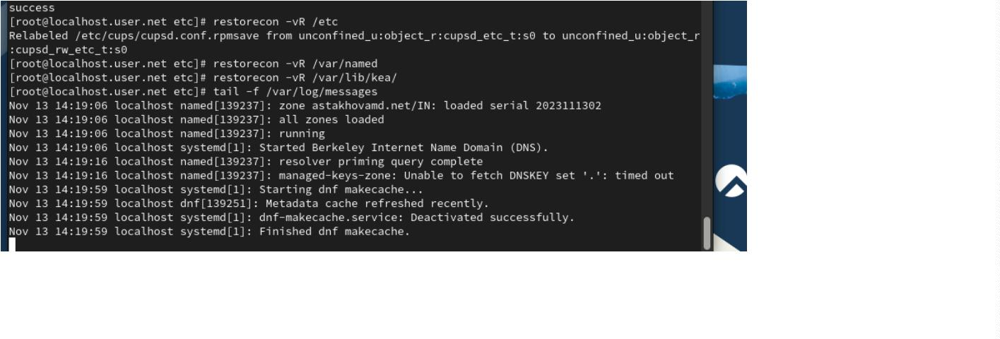 success
[root@localhost.user.net etc]# restorecon -vR /etc
Relabeled /etc/cups/cupsd.conf.rpmsave from unconfined_u:object_r:cupsd_etc_t:s0 to unconfined_u:object_r
:cupsd_rw_etc_t:s0
[root@localhost.user.net etc]# restorecon -vR /var/named
[root@localhost.user.net etc]# restorecon -vR /var/lib/kea/
[root@localhost.user.net etc]# tail -f /var/log/messages
Nov 13 14:19:06 localhost named[139237]: zone astakhovamd.net/IN: loaded serial 2023111302
Nov 13 14:19:06 localhost named[139237]: all zones loaded
Nov 13 14:19:06 localhost named[139237]: running
Nov 13 14:19:06 localhost systemd[1]: Started Berkeley Internet Name Domain (DNS).
Nov 13 14:19:16 localhost named[139237]: resolver priming query complete
Nov 13 14:19:16 localhost named[139237]: managed-keys-zone: Unable to fetch DNSKEY set '.': timed out
Nov 13 14:19:59 localhost systemd[1]: Starting dnf makecache...
Nov 13 14:19:59 localhost dnf[139251]: Metadata cache refreshed recently.
Nov 13 14:19:59 localhost systemd[1]: dnf-makecache.service: Deactivated successfully.
Nov 13 14:19:59 localhost systemd[1]: Finished dnf makecache.